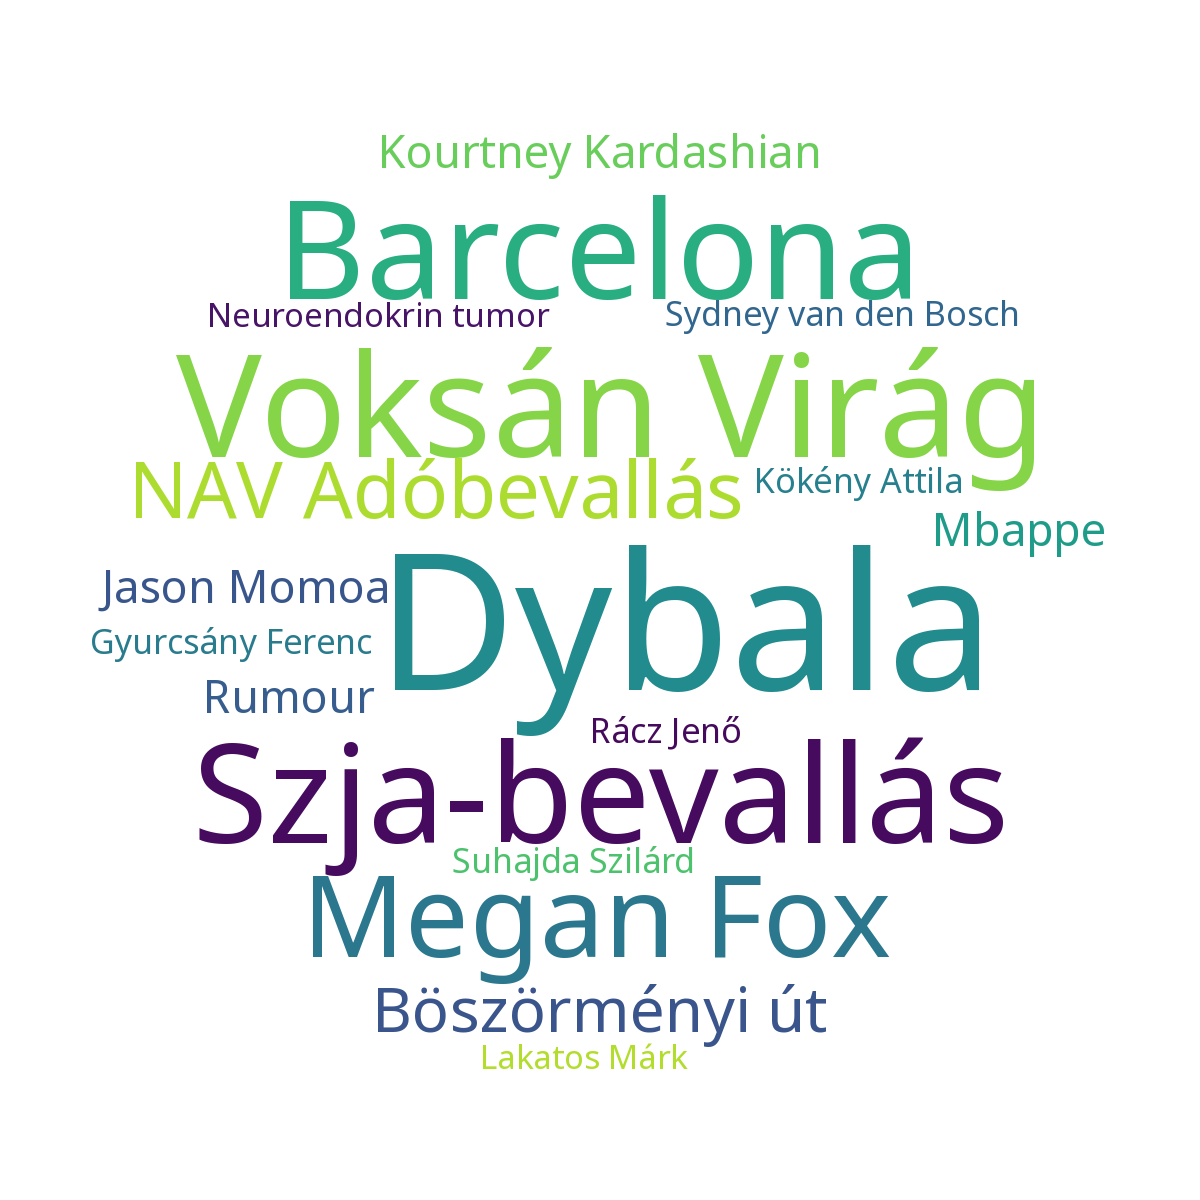 Kourtney Kardashian
Barcelona
Neuroendokrin tumor
Sydney van den Bosch
Voksán Virág
NAV Adóbevallás
Kökény Attila
Mbappe
Dybala
Jason Momoa
Gyurcsány Ferenc
Rumour
Rácz Jenő
Szja-bevallás
Suhajda Szilárd
Megan Fox
Böszörményi út
Lakatos Márk